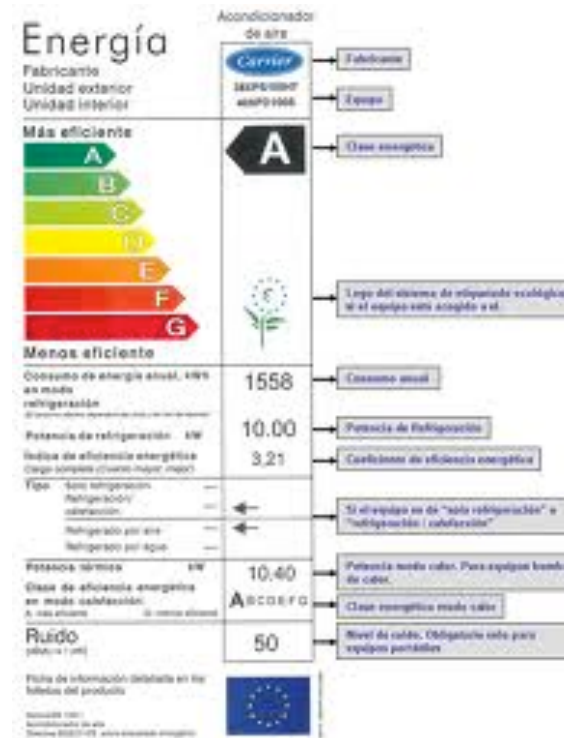 Acondicionador
de aire
Energía
Fabricante
Unidad exterior
Unidad interior
Carrier
Fabricante
Equipo
Más eficiente
A
B
C
D
E
F
G
A
Clase energética
Logo del sistema de etiquetado ecológico,
si el equipo está acogido a el.
Menos eficiente
Consumo de energía anual, kWh
en modo
refrigeración
1558
Consumo anual
Potencia de refrigeración kW
10.00
Potencia de Refrigeración
Indice de eficiencia energética
Carga completa (cuanto mayor, mejor)
3,21
Coeficiente de eficiencia energética
Tipo
Solo refrigeración
Refrigeración/
calefacción
Refrigerado por aire
Refrigerado por agua
Si el equipo es de "solo refrigeración" o
"refrigeración / calefacción"
Potencia térmica kW
10.40
Potencia modo calor. Para equipos bomba
de calor.
Clase de eficiencia energética
en modo calefacción:
A B C D E F G
Clase energética modo calor
Ruido
50
Nivel de ruido. Obligatorio solo para
equipos portátiles
Ficha de información detallada en los
folletos del producto